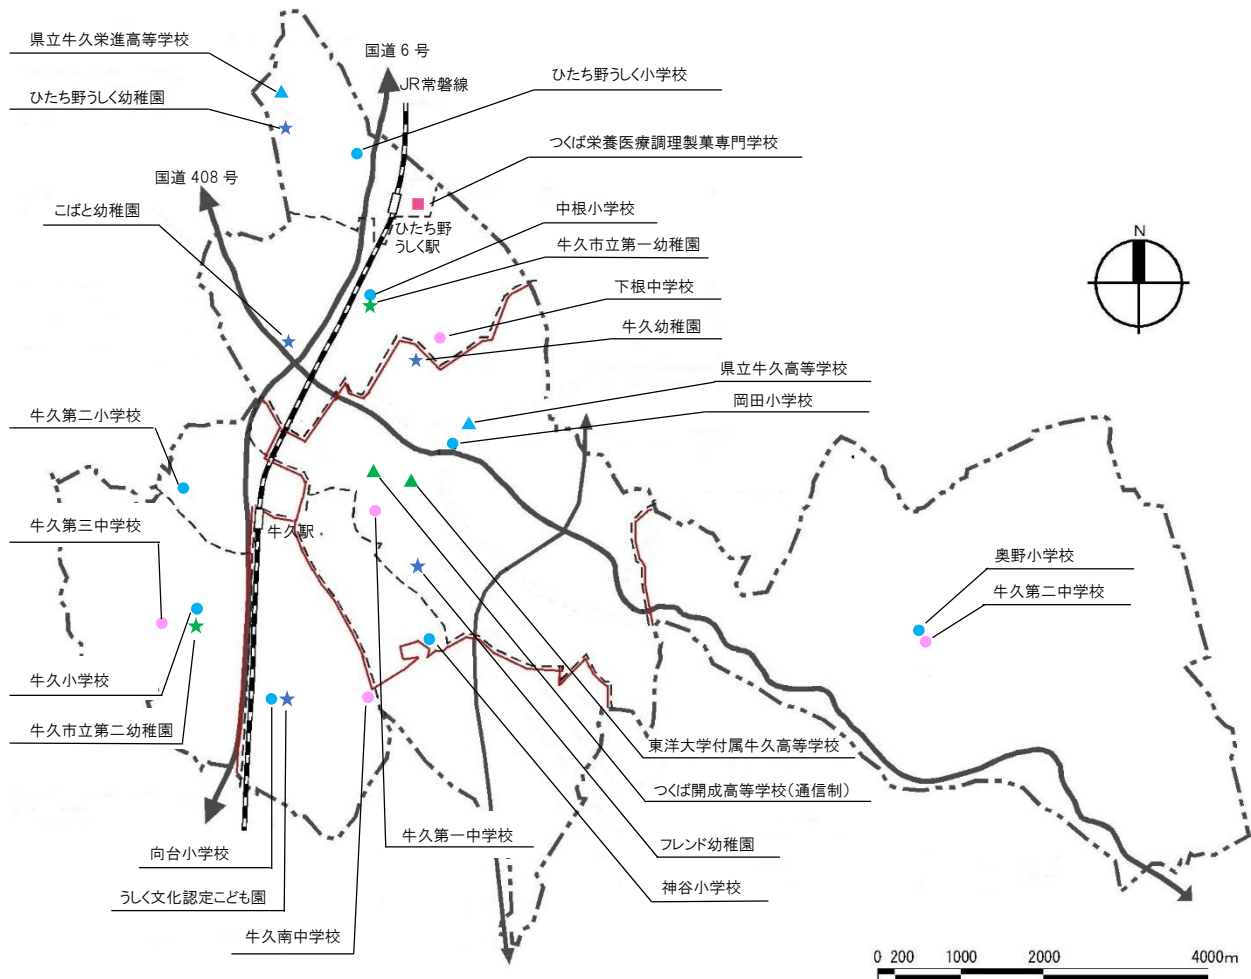 県立牛久栄進高等学校
国道6号
ひたち野うしく小学校
JR常磐線
ひたち野うしく幼稚園
つくば栄養医療調理製菓専門学校
国道408号
こばと幼稚園
中根小学校
ひたち野
うしく駅
牛久市立第一幼稚園
N
下根中学校
牛久幼稚園
県立牛久高等学校
岡田小学校
牛久第二小学校
牛久第三中学校
牛久駅
奥野小学校
牛久第二中学校
牛久小学校
牛久市立第二幼稚園
東洋大学付属牛久高等学校
つくば開成高等学校(通信制)
牛久第一中学校
フレンド幼稚園
向台小学校
神谷小学校
うしく文化認定こども園
牛久南中学校
0 200 1000 2000 4000m